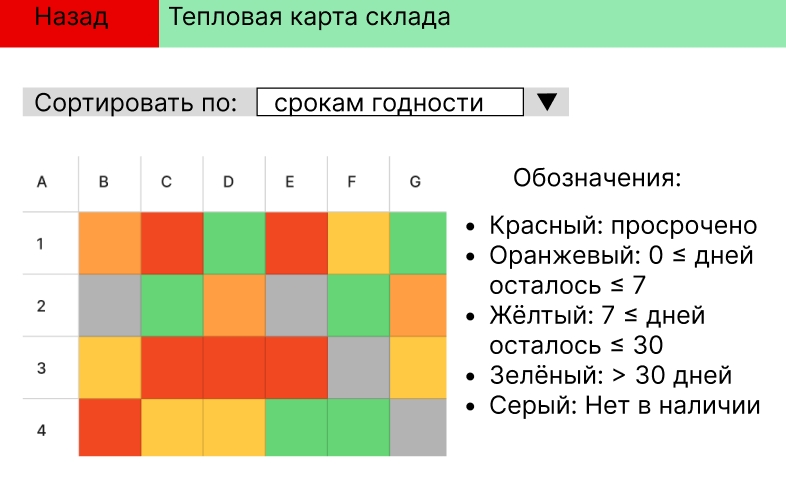 Назад
Тепловая карта склада
Сортировать по: срокам годности ▼
A B C D E F G
1
2
3
4
Обозначения:
• Красный: просрочено
• Оранжевый: 0 ≤ дней
осталось ≤ 7
• Жёлтый: 7 ≤ дней
осталось ≤ 30
• Зелёный: > 30 дней
• Серый: Нет в наличии